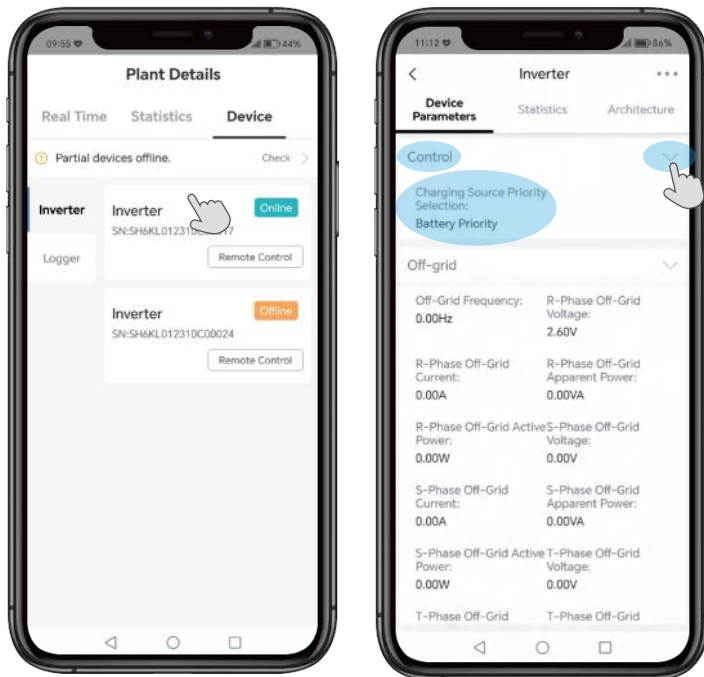 09:55 44%
Plant Details
Real Time Statistics Device
Partial devices offline. Check
Inverter
Logger
Inverter Online
Remote Control
Inverter Offline
SN:SH6KL012310C00024
Remote Control
11:12 86%
Inverter
Device
Parameters
Statistics Architecture
Control
Charging Source Priority
Selection:
Battery Priority
Off-grid
Off-Grid Frequency:
0.00Hz
R-Phase Off-Grid
Voltage:
2.60V
R-Phase Off-Grid
Current:
0.00A
R-Phase Off-Grid
Apparent Power:
0.00VA
R-Phase Off-Grid Active
Power:
0.00W
S-Phase Off-Grid
Voltage:
0.00V
S-Phase Off-Grid
Current:
0.00A
S-Phase Off-Grid
Apparent Power:
0.00VA
S-Phase Off-Grid Active
Power:
0.00W
T-Phase Off-Grid
Voltage:
0.00V
T-Phase Off-Grid
T-Phase Off-Grid